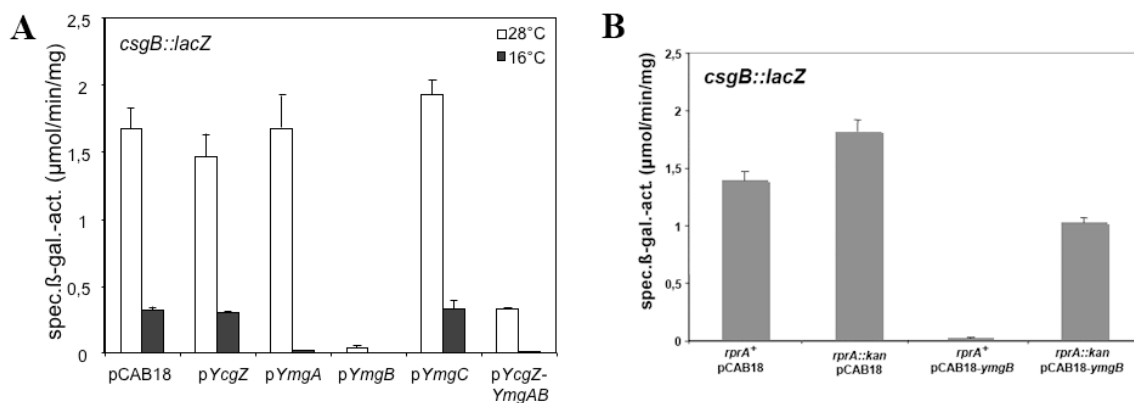 A
csgB::lacZ
28°C
16°C
spec.ß-gal.-act. (µmol/min/mg)
2,5
2
1,5
1
0,5
0
pCAB18
pYcgZ
pYmgA
pYmgB
pYmgC
pYcgZ-
YmgAB
B
csgB::lacZ
spec.ß-gal.-act. (µmol/min/mg)
2,5
2
1,5
1
0,5
0
rprA+
pCAB18
rprA::kan
pCAB18
rprA+
pCAB18-ymgB
rprA::kan
pCAB18-ymgB